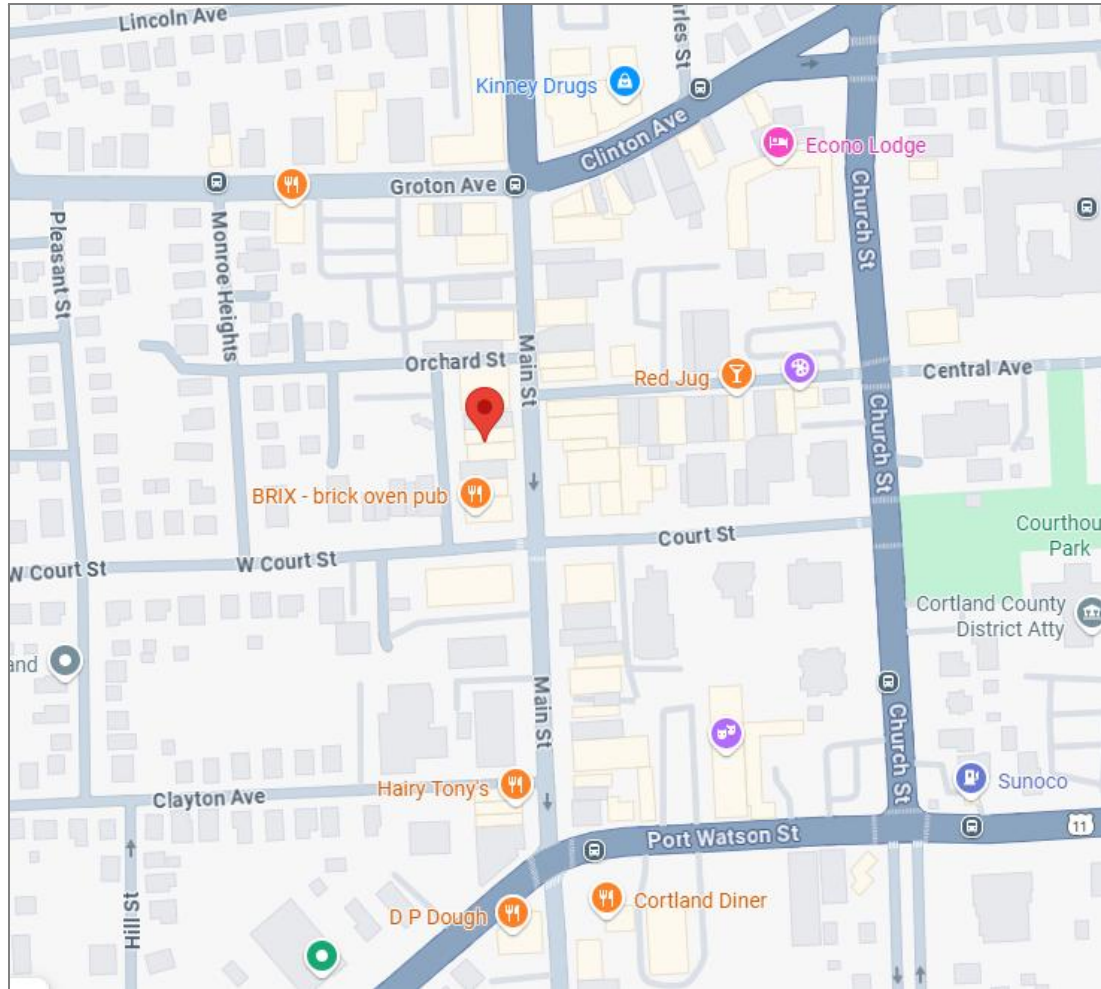 Lincoln Ave
Kinney Drugs
Clinton Ave
Econo Lodge
Groton Ave
Pleasant St
Monroe Heights
Church St
Main St
Orchard St
Red Jug
Central Ave
BRIX - brick oven pub
Church St
Court St
Courthou
Park
W Court St
W Court St
Cortland County
District Atty
and
Main St
Church St
Hairy Tony's
Clayton Ave
Sunoco
Port Watson St
11
Hill St
D P Dough
Cortland Diner